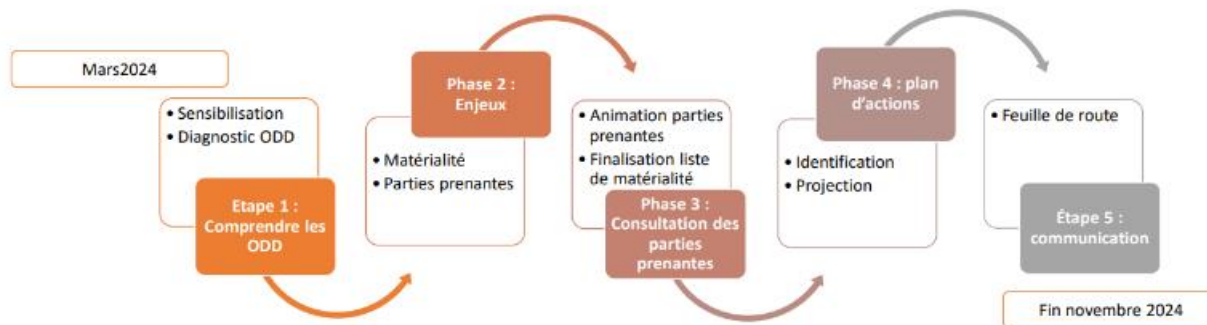 Mars2024
• Sensibilisation
• Diagnostic ODD
Etape 1 :
Comprendre les
ODD
Phase 2 :
Enjeux
• Matérialité
• Parties prenantes
• Animation parties
prenantes
• Finalisation liste
de matérialité
Phase 3 :
Consultation des
parties
prenantes
Phase 4 : plan
d'actions
• Identification
• Projection
• Feuille de route
Étape 5 :
communication
Fin novembre 2024